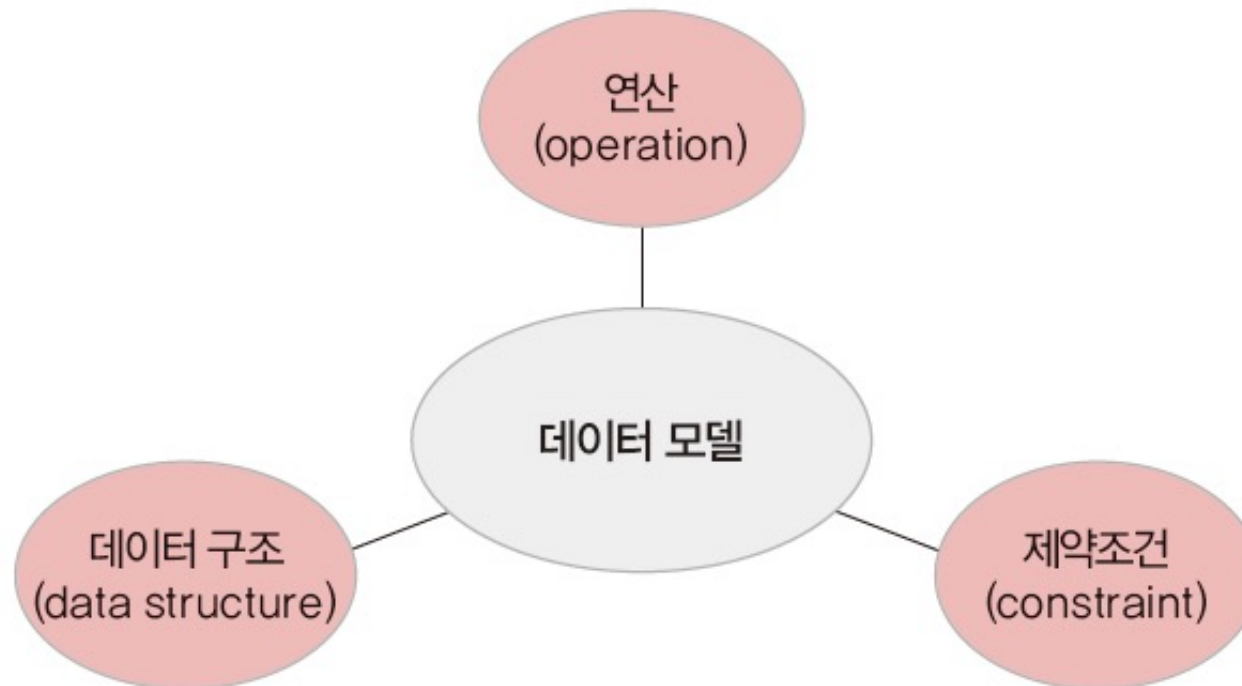 연산
(operation)
데이터 모델
데이터 구조
(data structure)
제약조건
(constraint)